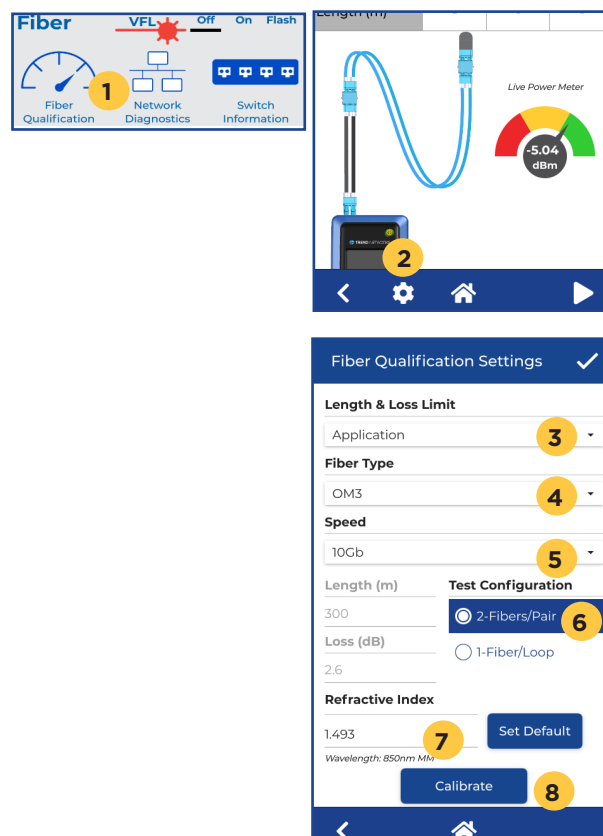 Fiber
VFL
Off On Flash
1
Fiber
Qualification
Network
Diagnostics
Switch
Information
Length (m)
Live Power Meter
-5.04
dBm
2
Fiber Qualification Settings
Length & Loss Limit
Application
3
Fiber Type
OM3
4
Speed
10Gb
5
Length (m)
300
Loss (dB)
2.6
Test Configuration
2-Fibers/Pair
6
1-Fiber/Loop
Refractive Index
1.493
7
Set Default
Wavelength: 850nm MM
Calibrate
8